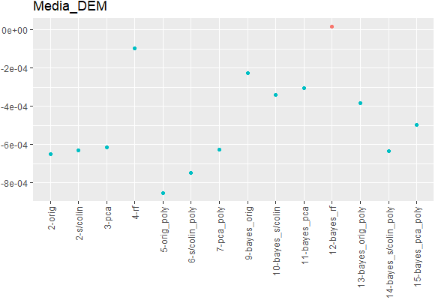 Media_DEM
0e+00
-2e-04
-4e-04
-6e-04
-8e-04
2-orig
2-s/colin
3-pca
4-rf
5-orig_poly
6-s/colin_poly
7-pca_poly
9-bayes_orig
10-bayes_s/colin
11-bayes_pca
12-bayes_rf
13-bayes_orig_poly
14-bayes_s/colin_poly
15-bayes_pca_poly